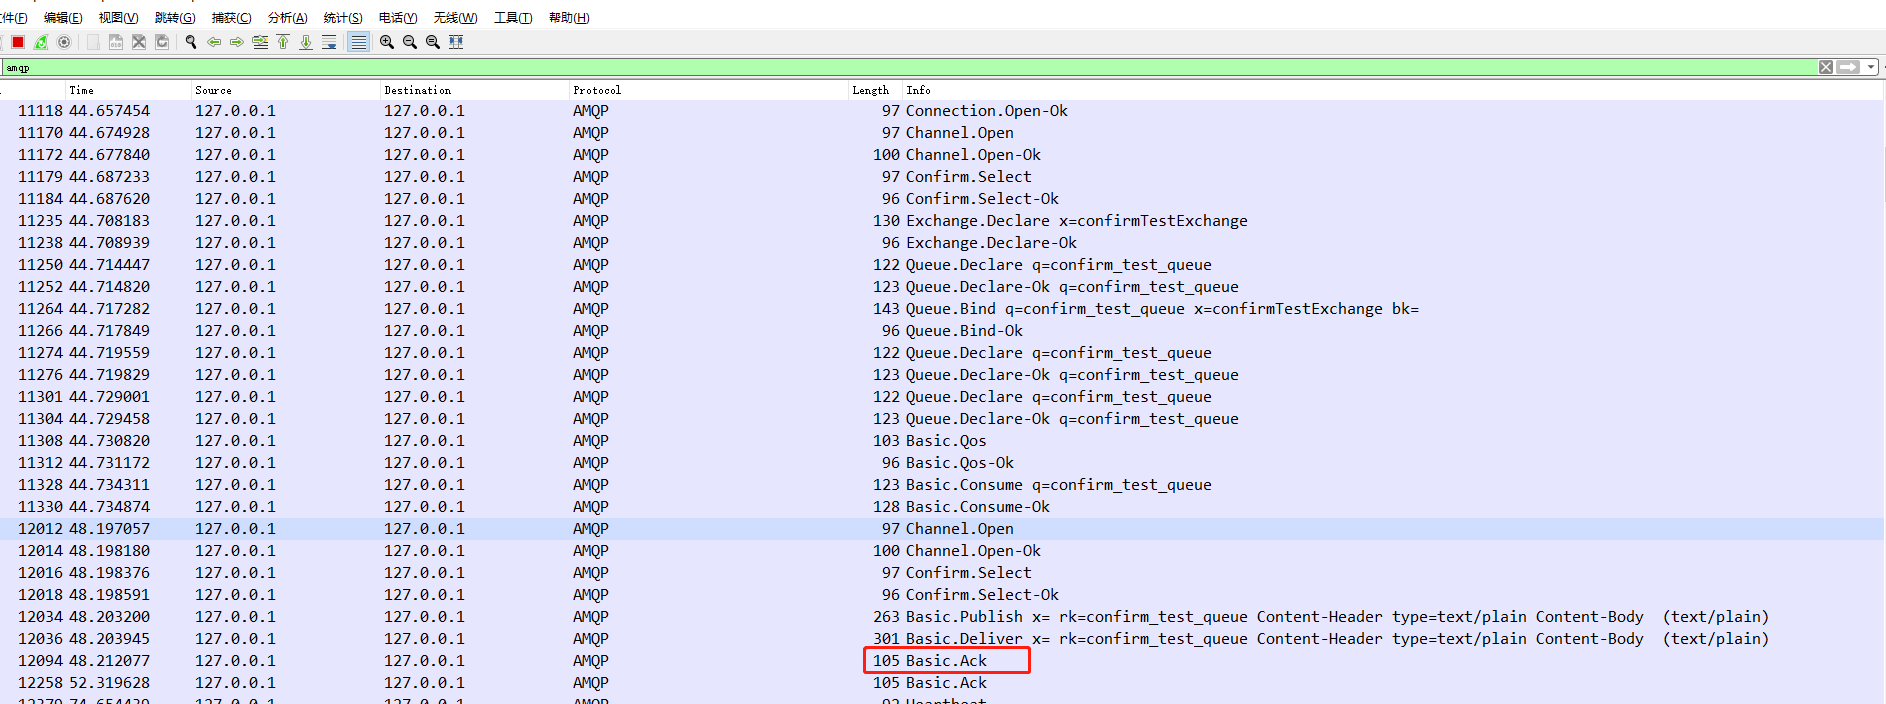 件(F) 编辑(E) 视图(V) 跳转(G) 捕获(C) 分析(A) 统计(S) 电话(Y) 无线(W) 工具(T) 帮助(H)
amqp
Time Source Destination Protocol Length Info
11118 44.657454 127.0.0.1 127.0.0.1 AMQP 97 Connection.Open-Ok
11170 44.674928 127.0.0.1 127.0.0.1 AMQP 97 Channel.Open
11172 44.677840 127.0.0.1 127.0.0.1 AMQP 100 Channel.Open-Ok
11179 44.687233 127.0.0.1 127.0.0.1 AMQP 97 Confirm.Select
11184 44.687620 127.0.0.1 127.0.0.1 AMQP 96 Confirm.Select-Ok
11235 44.708183 127.0.0.1 127.0.0.1 AMQP 130 Exchange.Declare x=confirmTestExchange
11238 44.708939 127.0.0.1 127.0.0.1 AMQP 96 Exchange.Declare-Ok
11250 44.714447 127.0.0.1 127.0.0.1 AMQP 122 Queue.Declare q=confirm_test_queue
11252 44.714820 127.0.0.1 127.0.0.1 AMQP 123 Queue.Declare-Ok q=confirm_test_queue
11264 44.717282 127.0.0.1 127.0.0.1 AMQP 143 Queue.Bind q=confirm_test_queue x=confirmTestExchange bk=
11266 44.717849 127.0.0.1 127.0.0.1 AMQP 96 Queue.Bind-Ok
11274 44.719559 127.0.0.1 127.0.0.1 AMQP 122 Queue.Declare q=confirm_test_queue
11276 44.719829 127.0.0.1 127.0.0.1 AMQP 123 Queue.Declare-Ok q=confirm_test_queue
11301 44.729001 127.0.0.1 127.0.0.1 AMQP 122 Queue.Declare q=confirm_test_queue
11304 44.729458 127.0.0.1 127.0.0.1 AMQP 123 Queue.Declare-Ok q=confirm_test_queue
11308 44.730820 127.0.0.1 127.0.0.1 AMQP 103 Basic.Qos
11312 44.731172 127.0.0.1 127.0.0.1 AMQP 96 Basic.Qos-Ok
11328 44.734311 127.0.0.1 127.0.0.1 AMQP 123 Basic.Consume q=confirm_test_queue
11330 44.734874 127.0.0.1 127.0.0.1 AMQP 128 Basic.Consume-Ok
12012 48.197057 127.0.0.1 127.0.0.1 AMQP 97 Channel.Open
12014 48.198180 127.0.0.1 127.0.0.1 AMQP 100 Channel.Open-Ok
12016 48.198376 127.0.0.1 127.0.0.1 AMQP 97 Confirm.Select
12018 48.198591 127.0.0.1 127.0.0.1 AMQP 96 Confirm.Select-Ok
12034 48.203200 127.0.0.1 127.0.0.1 AMQP 263 Basic.Publish x= rk=confirm_test_queue Content-Header type=text/plain Content-Body (text/plain)
12036 48.203945 127.0.0.1 127.0.0.1 AMQP 301 Basic.Deliver x= rk=confirm_test_queue Content-Header type=text/plain Content-Body (text/plain)
12094 48.212077 127.0.0.1 127.0.0.1 AMQP 105 Basic.Ack
12258 52.319628 127.0.0.1 127.0.0.1 AMQP 105 Basic.Ack
12379 74.654439 127.0.0.1 127.0.0.1 AMQP 92 Heartbeat